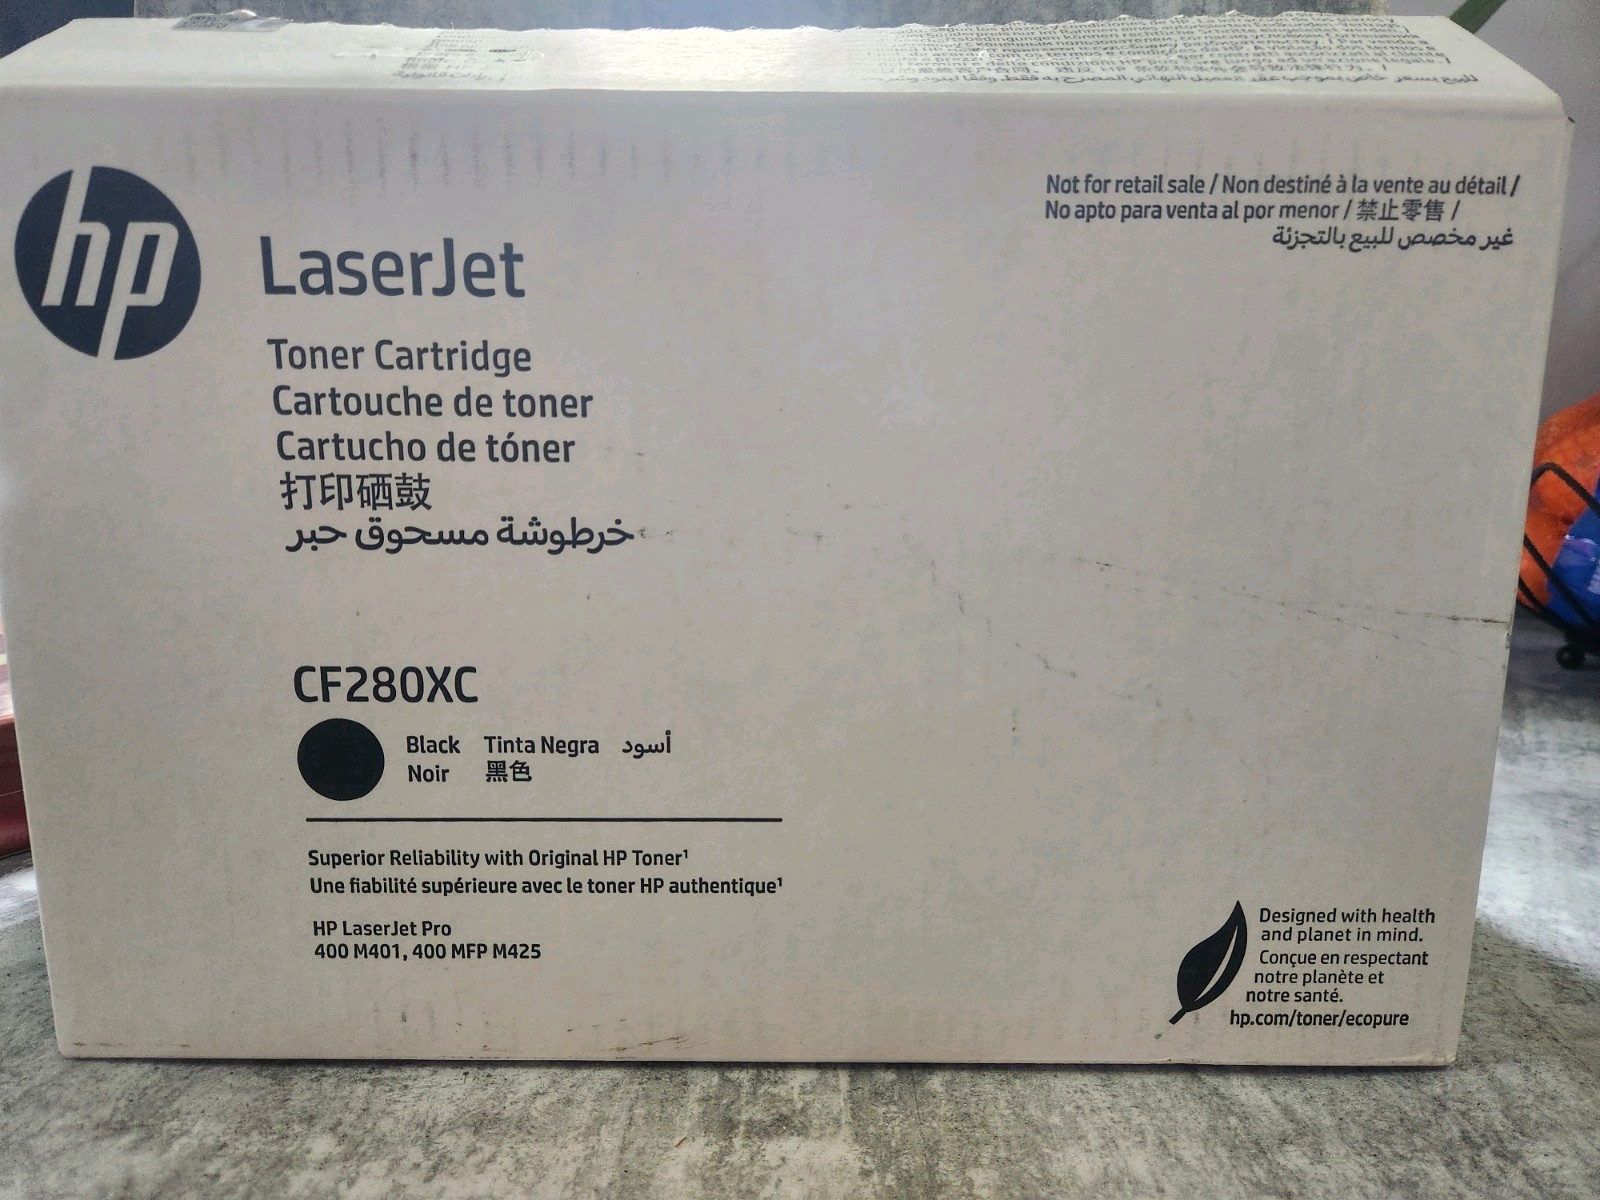 hp
LaserJet
Not for retail sale / Non destiné à la vente au détail /
No apto para venta al por menor / 禁止零售 /
غير مخصص للبيع بالتجزئة
Toner Cartridge
Cartouche de toner
Cartucho de tóner
打印硒鼓
خرطوشة مسحوق حبر
CF280XC
Black Tinta Negra أسود
Noir 黑色
Superior Reliability with Original HP Toner¹
Une fiabilité supérieure avec le toner HP authentique¹
HP LaserJet Pro
400 M401, 400 MFP M425
Designed with health
and planet in mind.
Conçue en respectant
notre planète et
notre santé.
hp.com/toner/ecopure